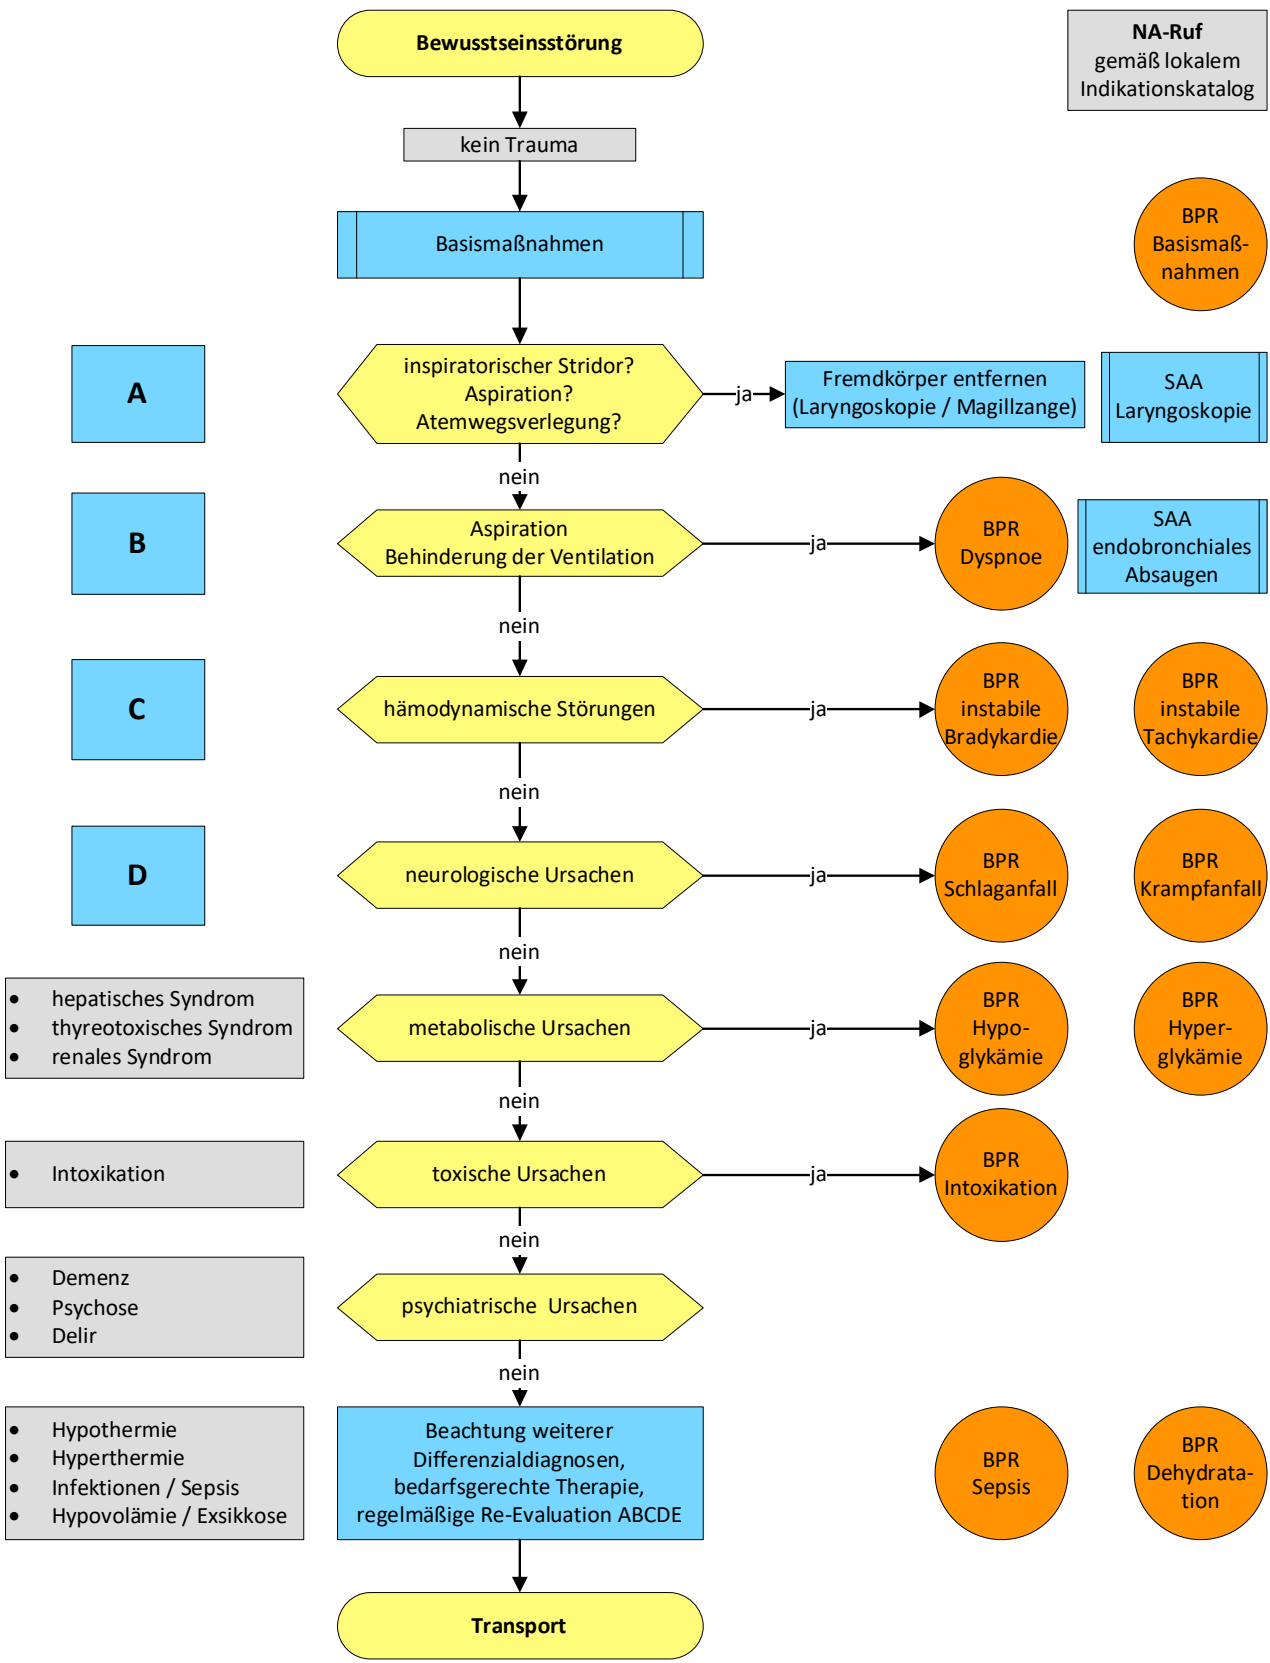 Bewusstseinsstörung
NA-Ruf
gemäß lokalem
Indikationskatalog
kein Trauma
Basismaßnahmen
BPR
Basismaß-
nahmen
A
inspiratorischer Stridor?
Aspiration?
Atemwegsverlegung?
ja
Fremdkörper entfernen
(Laryngoskopie / Magillzange)
SAA
Laryngoskopie
nein
B
Aspiration
Behinderung der Ventilation
ja
BPR
Dyspnoe
SAA
endobronchiales
Absaugen
nein
C
hämodynamische Störungen
ja
BPR
instabile
Bradykardie
BPR
instabile
Tachykardie
nein
D
neurologische Ursachen
ja
BPR
Schlaganfall
BPR
Krampfanfall
nein
• hepatisches Syndrom
• thyreotoxisches Syndrom
• renales Syndrom
metabolische Ursachen
ja
BPR
Hypo-
glykämie
BPR
Hyper-
glykämie
nein
• Intoxikation
toxische Ursachen
ja
BPR
Intoxikation
nein
• Demenz
• Psychose
• Delir
psychiatrische Ursachen
nein
• Hypothermie
• Hyperthermie
• Infektionen / Sepsis
• Hypovolämie / Exsikkose
Beachtung weiterer
Differenzialdiagnosen,
bedarfsgerechte Therapie,
regelmäßige Re-Evaluation ABCDE
BPR
Sepsis
BPR
Dehydrata-
tion
Transport